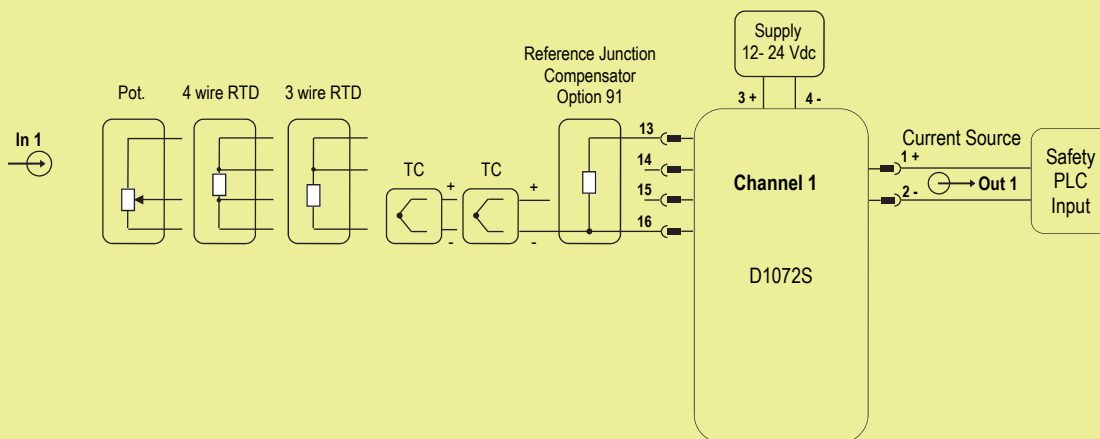 Supply
12- 24 Vdc
3 +
4 -
Reference Junction
Compensator
Option 91
Pot.
4 wire RTD
3 wire RTD
In 1
TC
+
-
TC
+
-
13
14
15
16
Channel 1
D1072S
Current Source
1 +
2 -
Out 1
Safety
PLC
Input